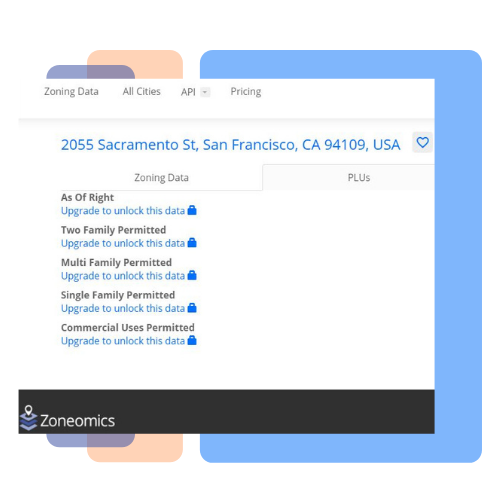 Zoning Data All Cities API Pricing
2055 Sacramento St, San Francisco, CA 94109, USA
Zoning Data PLUs
As Of Right
Upgrade to unlock this data
Two Family Permitted
Upgrade to unlock this data
Multi Family Permitted
Upgrade to unlock this data
Single Family Permitted
Upgrade to unlock this data
Commercial Uses Permitted
Upgrade to unlock this data
Zoneomics